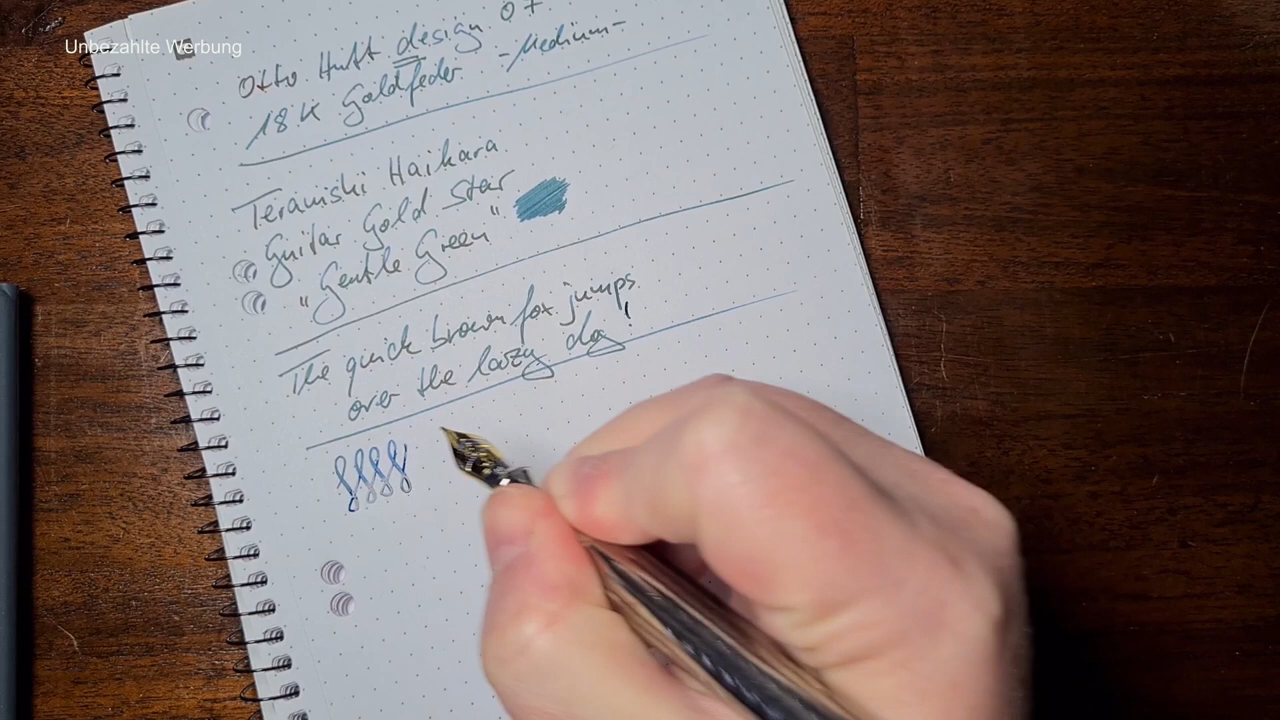 Unbezahlte Werbung
Otto Hutt design 07
18 K Goldfeder -Medium-
Teranishi Haikara
Guitar Gold Star
"Gentle Green"
The quick brown fox jumps
over the lazy dog!